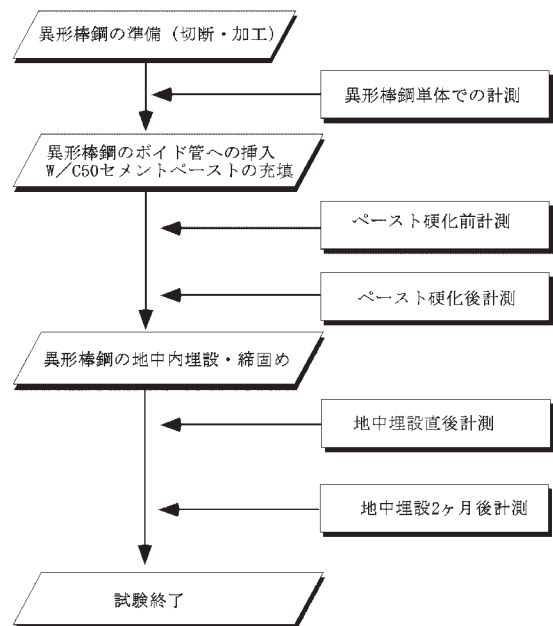 異形棒鋼の準備（切断・加工）
異形棒鋼単体での計測
異形棒鋼のボイド管への挿入
W／C50セメントペーストの充填
ペースト硬化前計測
ペースト硬化後計測
異形棒鋼の地中内埋設・締固め
地中埋設直後計測
地中埋設2ヶ月後計測
試験終了